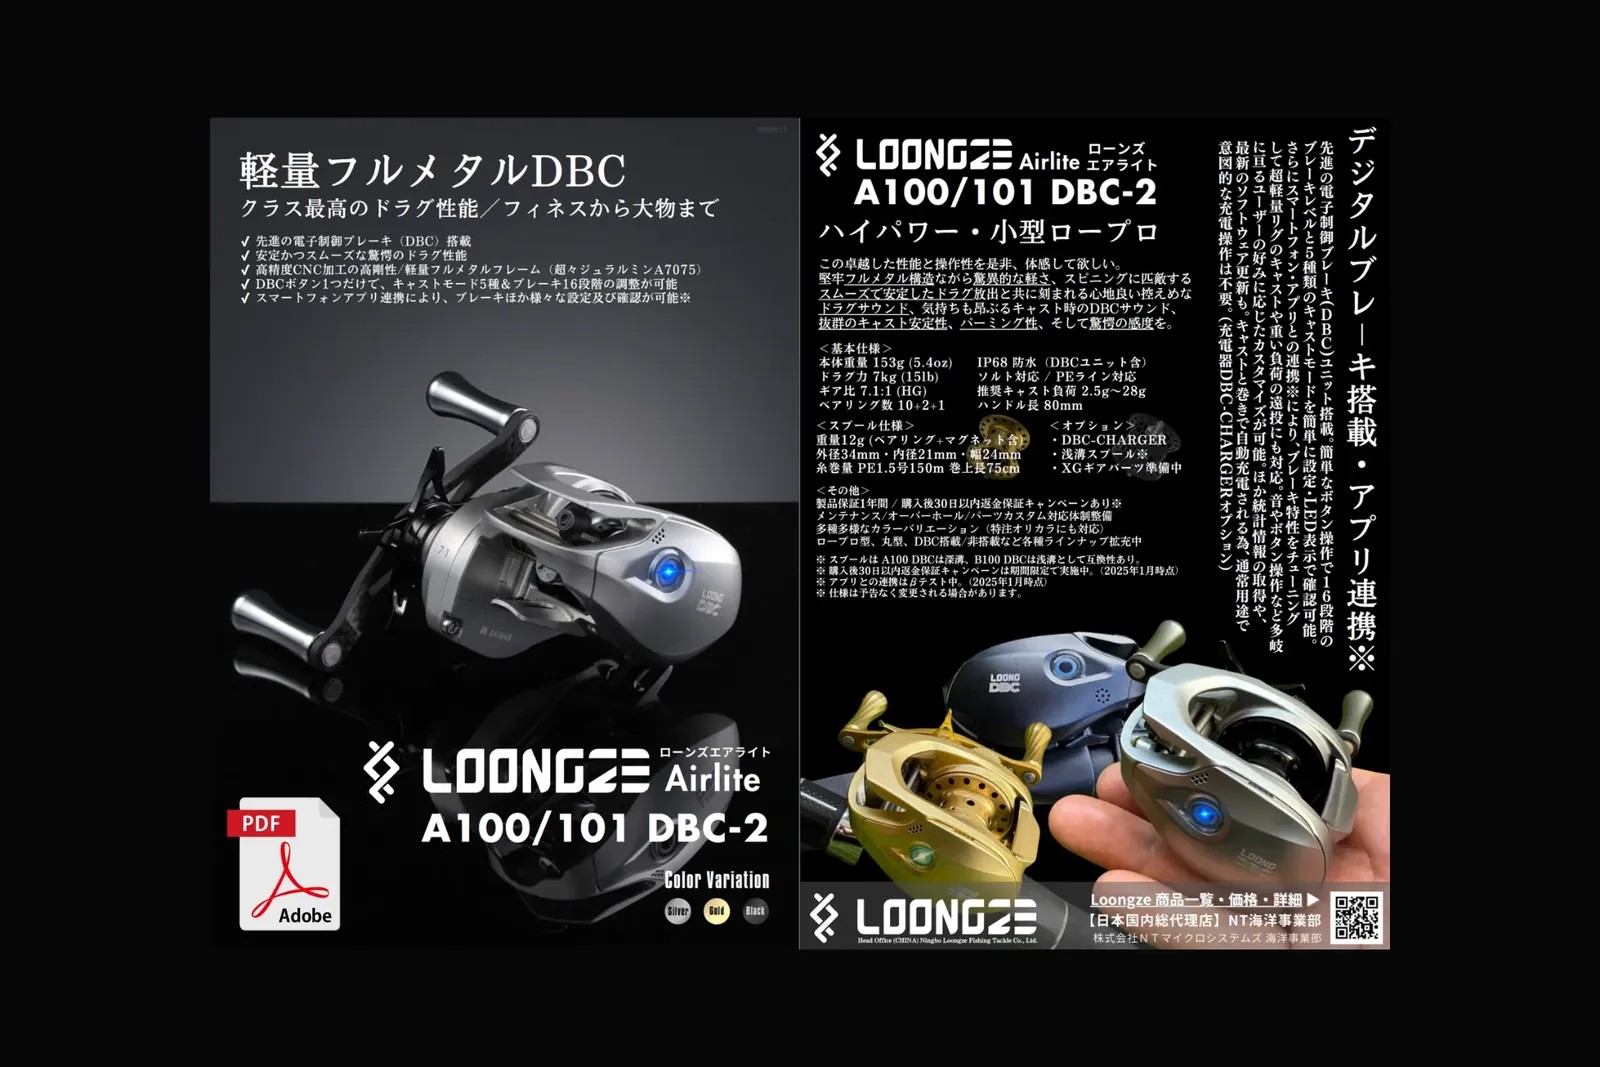 軽量フルメタルDBC
クラス最高のドラグ性能／フィネスから大物まで
✓ 先進の電子制御ブレーキ（DBC）搭載
✓ 安定かつスムーズな驚愕のドラグ性能
✓ 高精度CNC加工の高剛性/軽量フルメタルフレーム（超々ジュラルミンA7075）
✓ DBCボタン1つだけで、キャストモード5種＆ブレーキ16段階の調整が可能
✓ スマートフォンアプリ連携により、ブレーキほか様々な設定及び確認が可能※
7:1
LOONG
DBC
LOONGZE
ローンズエアライト
Airlite
A100/101 DBC-2
Color Variation
Silver
Gold
Black
PDF
Adobe
LOONGZE Airlite
ローンズ
エアライト
A100/101 DBC-2
ハイパワー・小型ロープロ
この卓越した性能と操作性を是非、体感して欲しい。
堅牢フルメタル構造ながら驚異的な軽さ、スピニングに匹敵する
スムーズで安定したドラグ放出と共に刻まれる心地良い控えめな
ドラグサウンド、気持ちも昂ぶるキャスト時のDBCサウンド、
抜群のキャスト安定性、パーミング性、そして驚愕の感度を。
＜基本仕様＞
本体重量 153g (5.4oz)
ドラグ力 7kg (15lb)
ギア比 7.1:1 (HG)
ベアリング数 10+2+1
IP68 防水（DBCユニット含）
ソルト対応 / PEライン対応
推奨キャスト負荷 2.5g～28g
ハンドル長 80mm
＜スプール仕様＞
重量12g (ベアリング+マグネット含)
外径34mm・内径21mm・幅24mm
糸巻量 PE1.5号150m 巻上長75cm
＜オプション＞
・DBC-CHARGER
・浅溝スプール※
・XGギアパーツ準備中
＜その他＞
製品保証1年間 / 購入後30日以内返金保証キャンペーンあり※
メンテナンス/オーバーホール/パーツカスタム対応体制整備
多種多様なカラーバリエーション（特注オリカラにも対応）
ロープロ型、丸型、DBC搭載/非搭載など各種ラインナップ拡充中
※ スプールは A100 DBCは深溝、B100 DBCは浅溝として互換性あり。
※ 購入後30日以内返金保証キャンペーンは期間限定で実施中。（2025年1月時点）
※ アプリとの連携はβテスト中。（2025年1月時点）
※ 仕様は予告なく変更される場合があります。
デジタルブレーキ搭載・アプリ連携※
先進の電子制御ブレーキ(DBC)ユニット搭載。簡単なボタン操作で16段階の
ブレーキレベルと5種類のキャストモードを簡単に設定・LED表示で確認可能。
さらにスマートフォン・アプリとの連携※により、ブレーキ特性をチューニング
して超軽量リグのキャストや重い負荷の遠投にも対応。音やボタン操作など多岐
に亘るユーザーの好みに応じたカスタマイズが可能。ほか統計情報の取得や、
最新のソフトウェア更新も。キャストと巻きで自動充電される為、通常用途で
意図的な充電操作は不要。(充電器DBC-CHARGERオプション)
LOONG
DBC
LOONG
LOONGZE
Head Office (CHINA) Ningbo Loongze Fishing Tackle Co., Ltd.
Loongze 商品一覧・価格・詳細 ▶
【日本国内総代理店】NT海洋事業部
株式会社NTマイクロシステムズ 海洋事業部